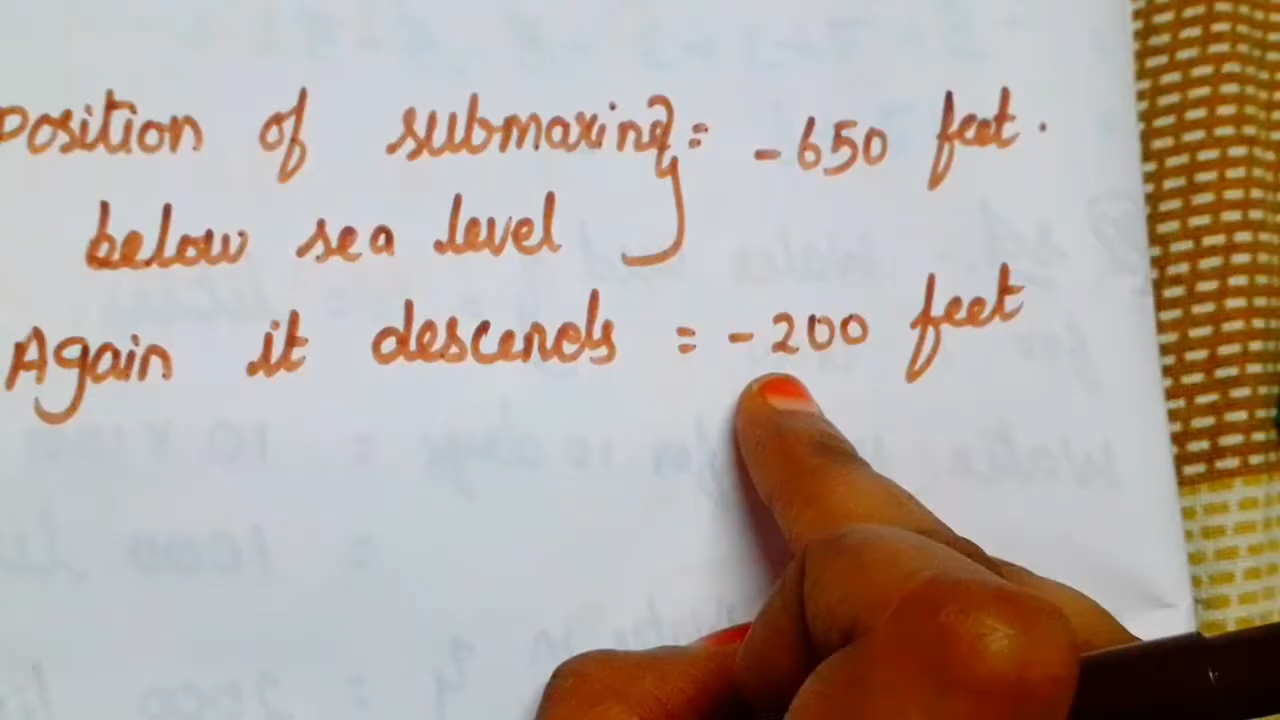 Position of submarine = -650 feet.
below sea level
Again it descends = -200 feet